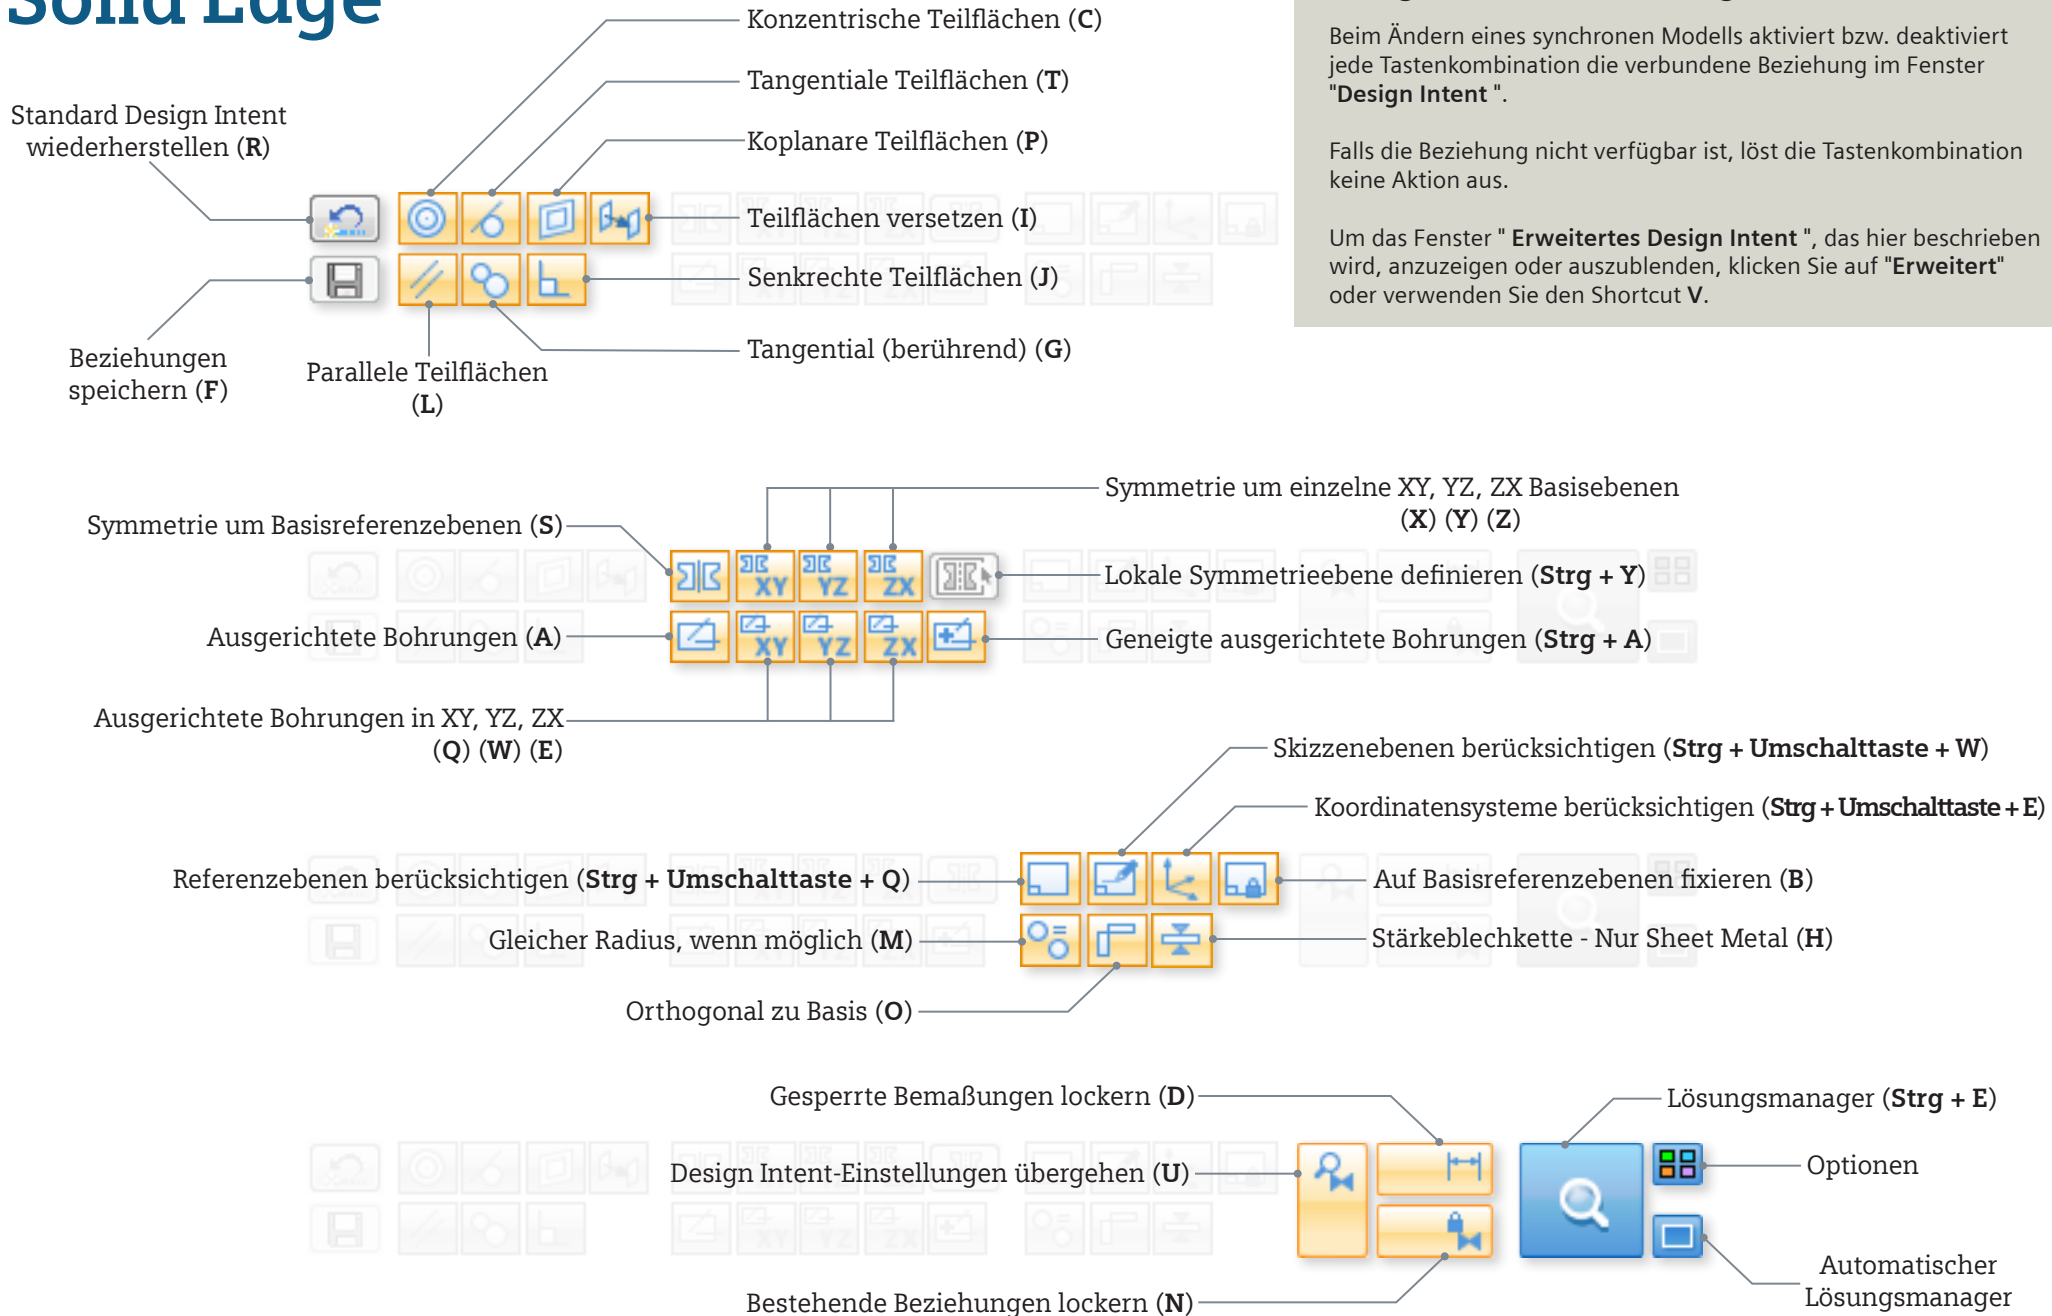 Solid Edge
Konzentrische Teilflächen (C)
Tangentiale Teilflächen (T)
Standard Design Intent
wiederherstellen (R)
Koplanare Teilflächen (P)
Teilflächen versetzen (I)
Senkrechte Teilflächen (J)
Beziehungen
speichern (F)
Parallele Teilflächen
(L)
Tangential (berührend) (G)
Beim Ändern eines synchronen Modells aktiviert bzw. deaktiviert
jede Tastenkombination die verbundene Beziehung im Fenster
"Design Intent ".
Falls die Beziehung nicht verfügbar ist, löst die Tastenkombination
keine Aktion aus.
Um das Fenster " Erweitertes Design Intent ", das hier beschrieben
wird, anzuzeigen oder auszublenden, klicken Sie auf "Erweitert"
oder verwenden Sie den Shortcut V.
Symmetrie um einzelne XY, YZ, ZX Basisebenen
(X) (Y) (Z)
Symmetrie um Basisreferenzebenen (S)
XY YZ ZX
Lokale Symmetrieebene definieren (Strg + Y)
Ausgerichtete Bohrungen (A)
XY YZ ZX
Geneigte ausgerichtete Bohrungen (Strg + A)
Ausgerichtete Bohrungen in XY, YZ, ZX
(Q) (W) (E)
Skizzenebenen berücksichtigen (Strg + Umschalttaste + W)
Koordinatensysteme berücksichtigen (Strg + Umschalttaste + E)
Referenzebenen berücksichtigen (Strg + Umschalttaste + Q)
Auf Basisreferenzebenen fixieren (B)
Gleicher Radius, wenn möglich (M)
Stärkeblechkette - Nur Sheet Metal (H)
Orthogonal zu Basis (O)
Gesperrte Bemaßungen lockern (D)
Lösungsmanager (Strg + E)
Design Intent-Einstellungen übergehen (U)
Optionen
Automatischer
Lösungsmanager
Bestehende Beziehungen lockern (N)